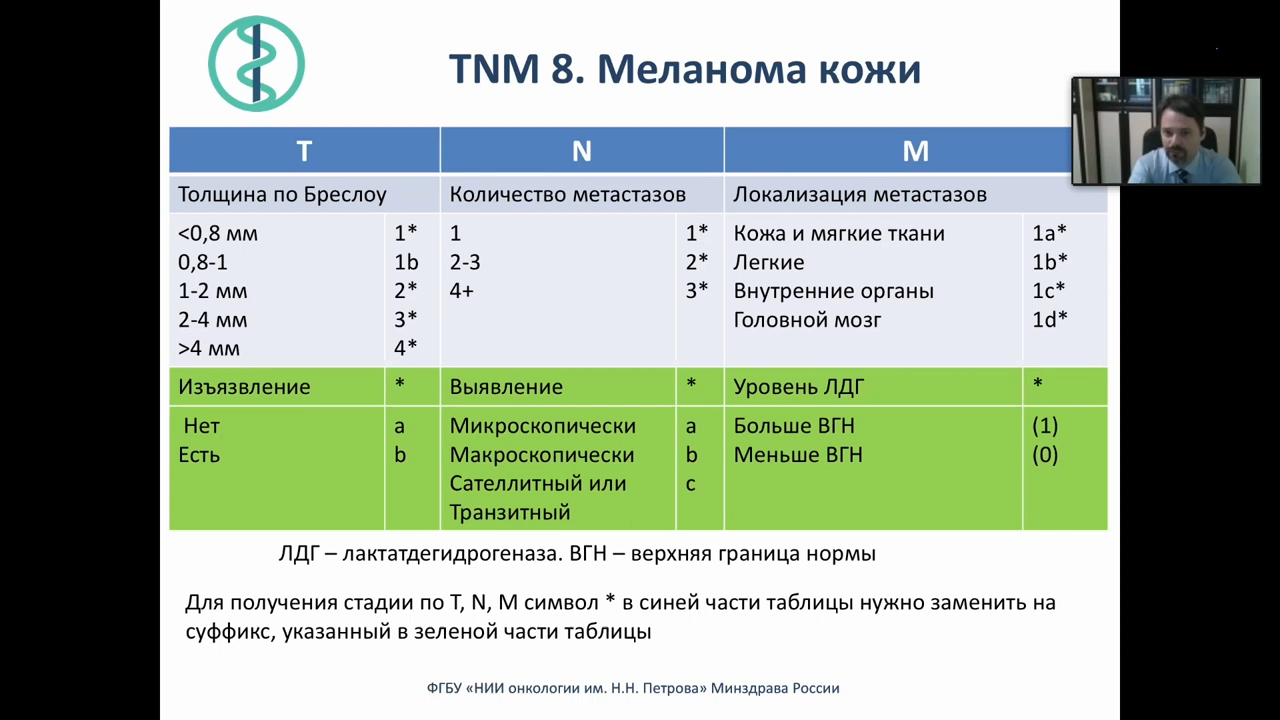 TNM 8. Меланома кожи
T N M
Толщина по Бреслоу Количество метастазов Локализация метастазов
<0,8 мм 1* 1 1* Кожа и мягкие ткани 1a*
0,8-1 1b 2-3 2* Легкие 1b*
1-2 мм 2* 4+ 3* Внутренние органы 1c*
2-4 мм 3* Головной мозг 1d*
>4 мм 4*
Изъязвление * Выявление * Уровень ЛДГ *
Нет a Микроскопически a Больше ВГН (1)
Есть b Макроскопически b Меньше ВГН (0)
Сателлитный или c
Транзитный
ЛДГ – лактатдегидрогеназа. ВГН – верхняя граница нормы
Для получения стадии по T, N, M символ * в синей части таблицы нужно заменить на
суффикс, указанный в зеленой части таблицы
ФГБУ «НИИ онкологии им. Н.Н. Петрова» Минздрава России